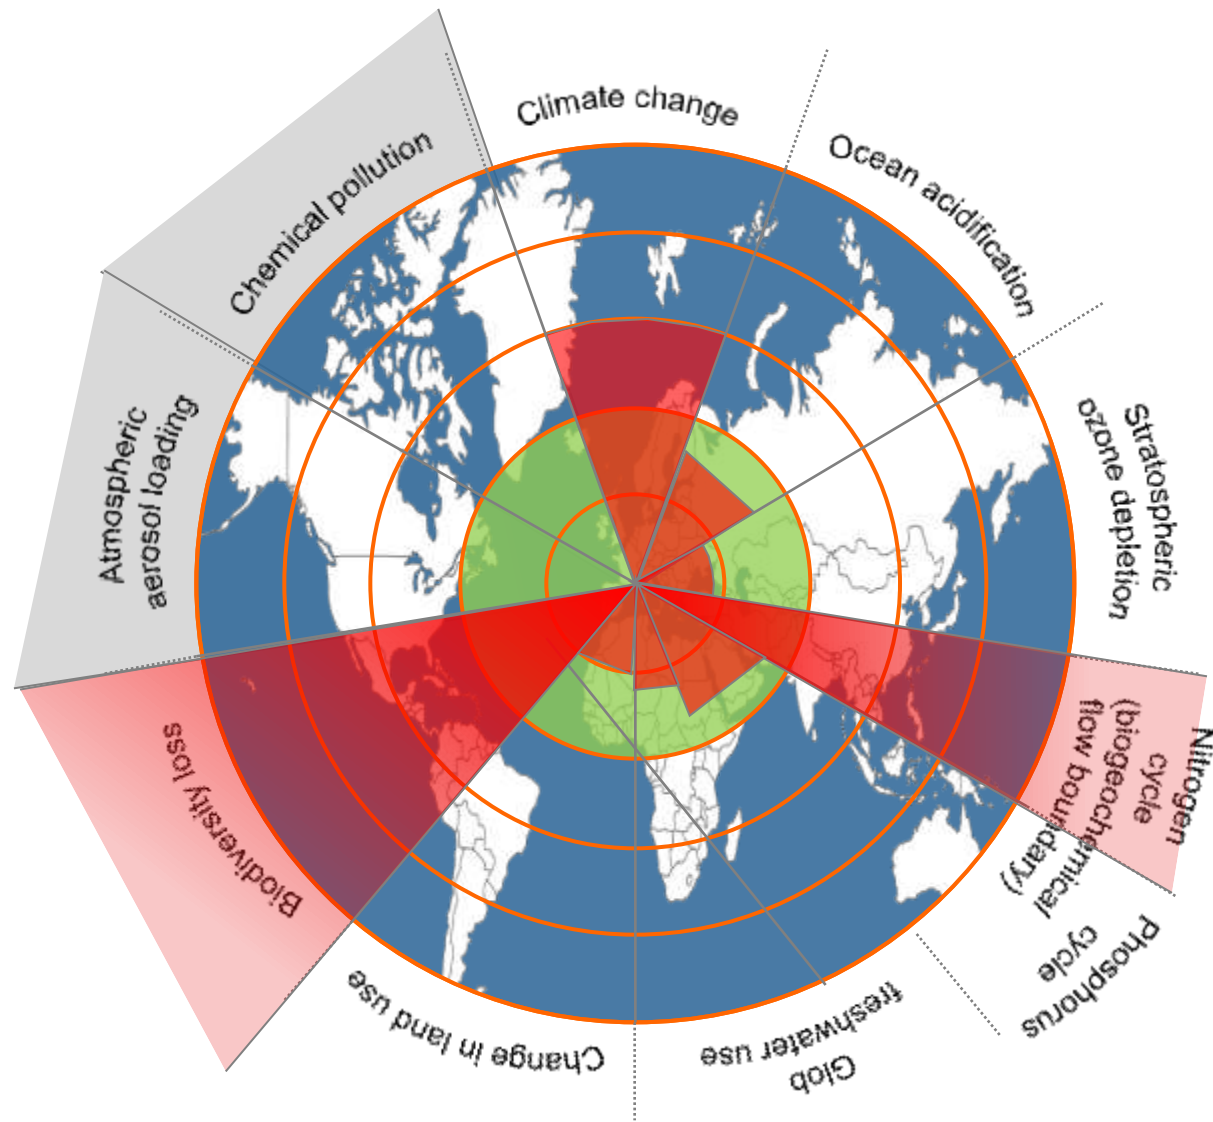 Climate change
Ocean acidification
Stratospheric
ozone depletion
Nitrogen
cycle
(biogeochemical
flow boundary)
Phosphorus
cycle
Glob
freshwater use
Change in land use
Biodiversity loss
Atmospheric
aerosol loading
Chemical pollution